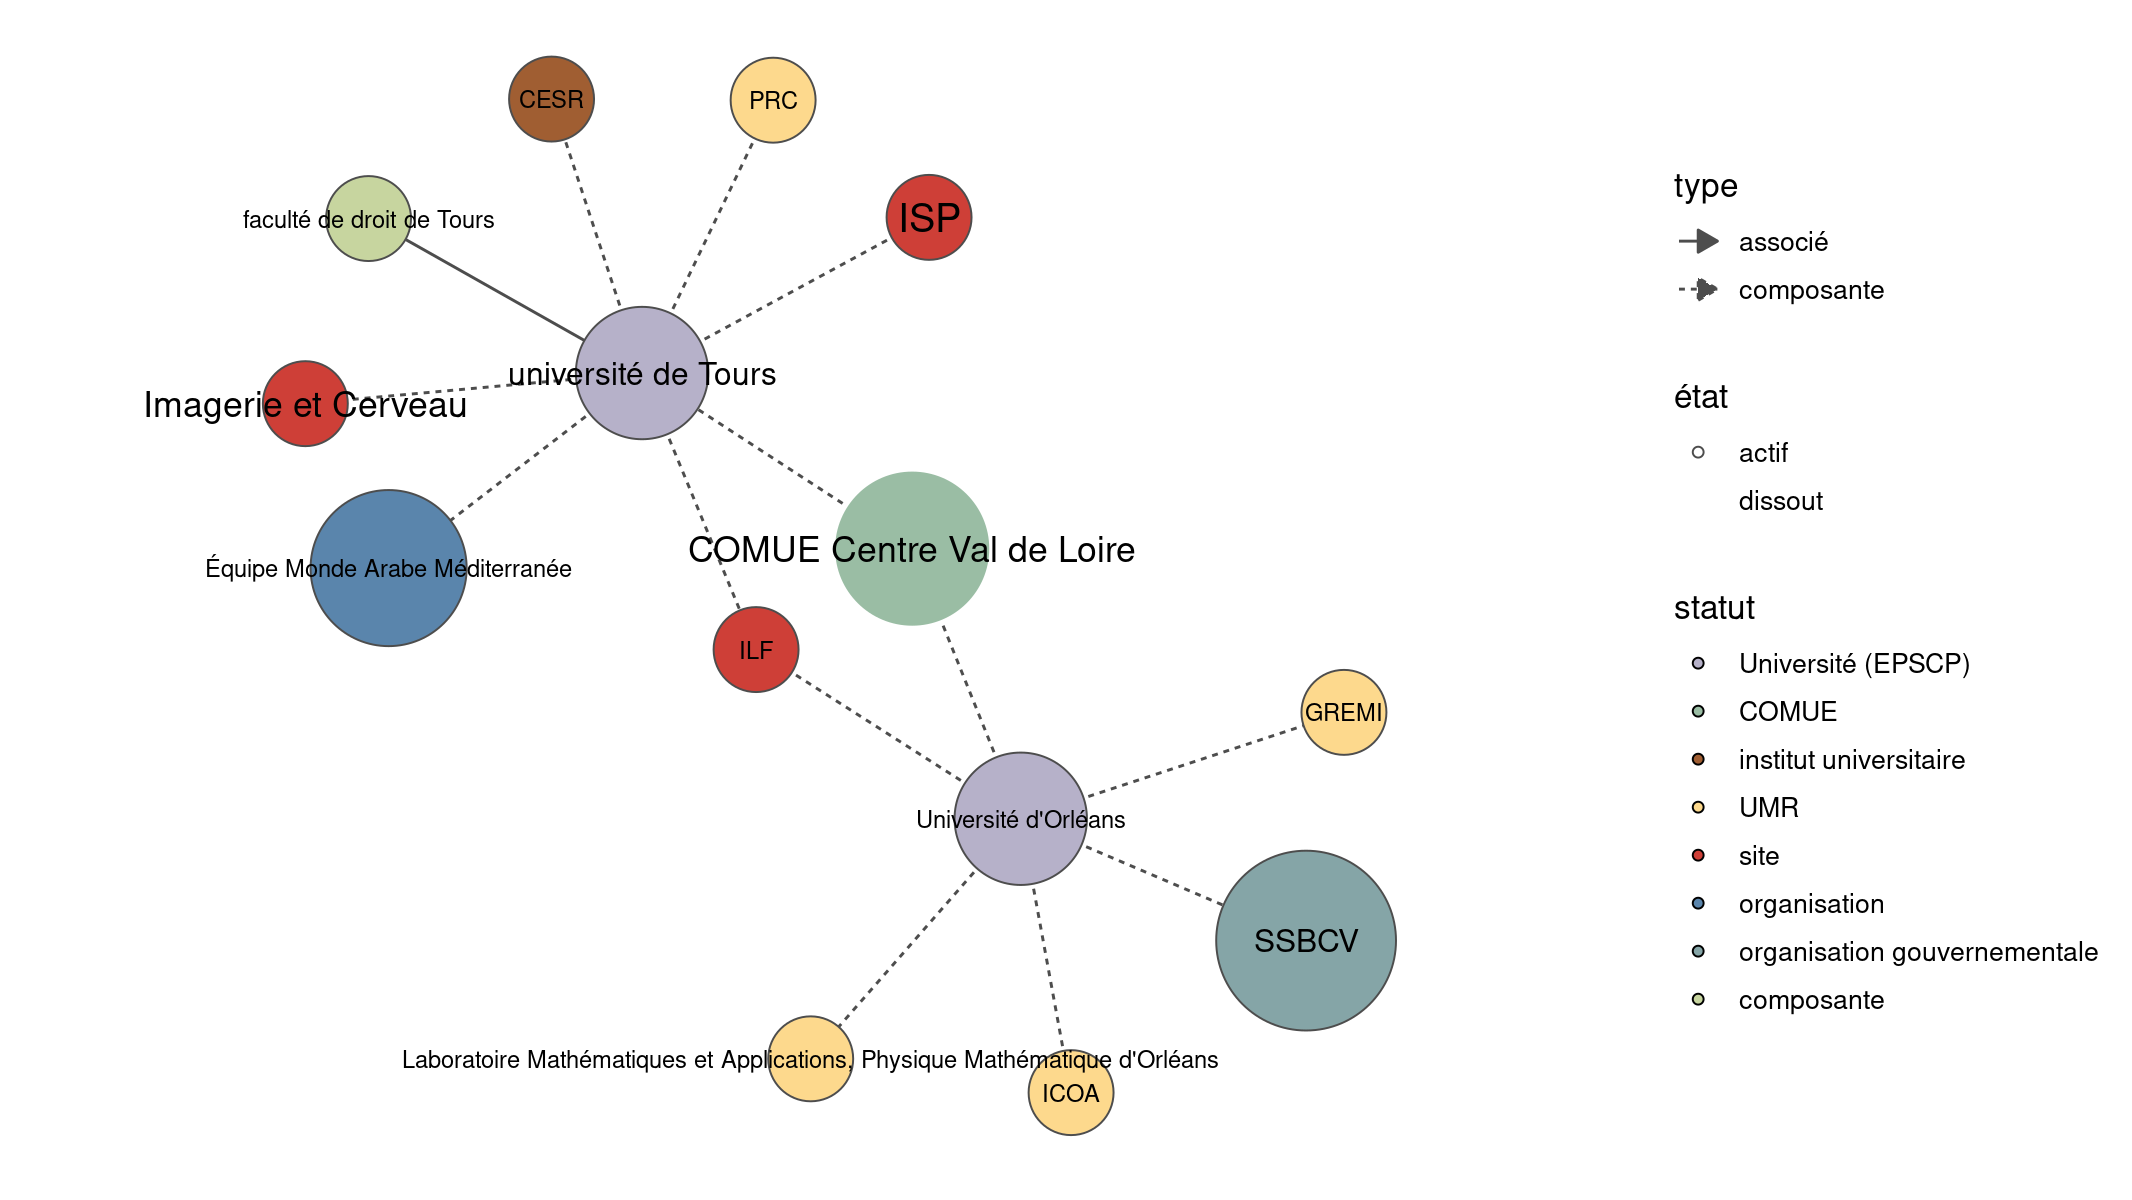 CESR
PRC
faculté de droit de Tours
ISP
université de Tours
Imagerie et Cerveau
COMUE Centre Val de Loire
Équipe Monde Arabe Méditerranée
ILF
GREMI
Université d'Orléans
SSBCV
Laboratoire Mathématiques et Applications, Physique Mathématique d'Orléans
ICOA
type
associé
composante
état
actif
dissout
statut
Université (EPSCP)
COMUE
institut universitaire
UMR
site
organisation
organisation gouvernementale
composante